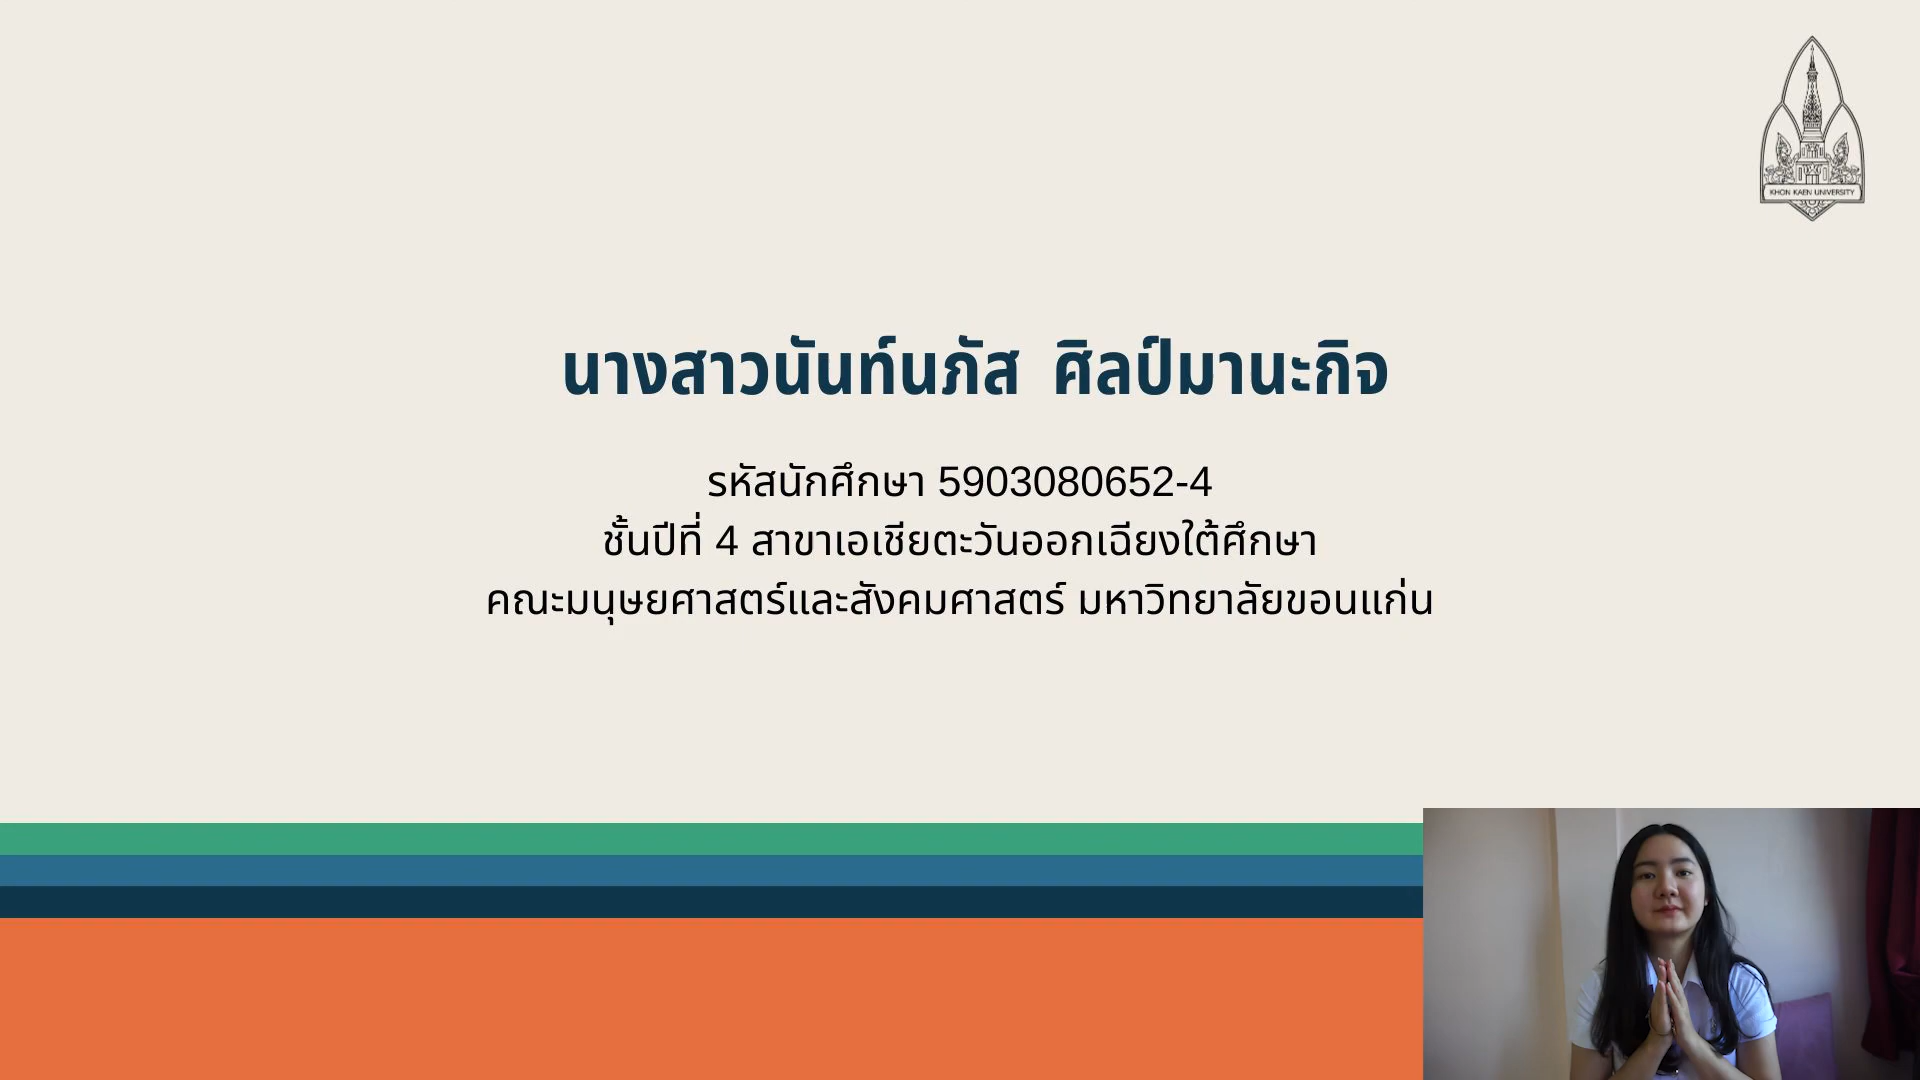 KHON KAEN UNIVERSITY
นางสาวนันท์นภัส ศิลป์มานะกิจ
รหัสนักศึกษา 5903080652-4
ชั้นปีที่ 4 สาขาเอเชียตะวันออกเฉียงใต้ศึกษา
คณะมนุษยศาสตร์และสังคมศาสตร์ มหาวิทยาลัยขอนแก่น